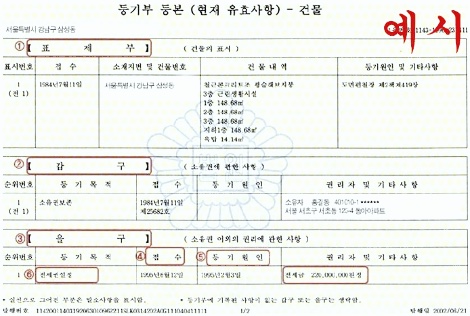 등기부 등본 (현재 유효사항) - 건물
예시
서울특별시 강남구 삼성동
① 【 표 제 부 】 ( 건물의 표시 )
표시번호 접 수 소재지번 및 건물번호 건 물 내 역 등기원인 및 기타사항
1 1984년7월11일 서울특별시 강남구 삼성동 철근콘크리트조 평슬래브지붕
(전 1) 3층 근린생활시설
1층 148.68㎡
2층 148.68㎡
3층 148.68㎡
지하1층 148.68㎡
옥탑 14.14㎡
② 【 갑 구 】 ( 소유권에 관한 사항 )
순위번호 등 기 목 적 접 수 등 기 원 인 권 리 자 및 기 타 사 항
1 소유권보존 1984년7월11일 소유자 홍길동 401010-1 ••••••
(전 1) 제25682호 서울 서초구 서초동
③ 【 을 구 】 ( 소유권 이외의 권리에 관한 사항 )
순위번호 등 기 목 적 ④ 접 수 ⑤ 등 기 원 인 권 리 자 및 기 타 사 항
1 ⑥ 전세권설정 1995년8월12일 1995년2월3일 전세금 220,000,000원정
1/2